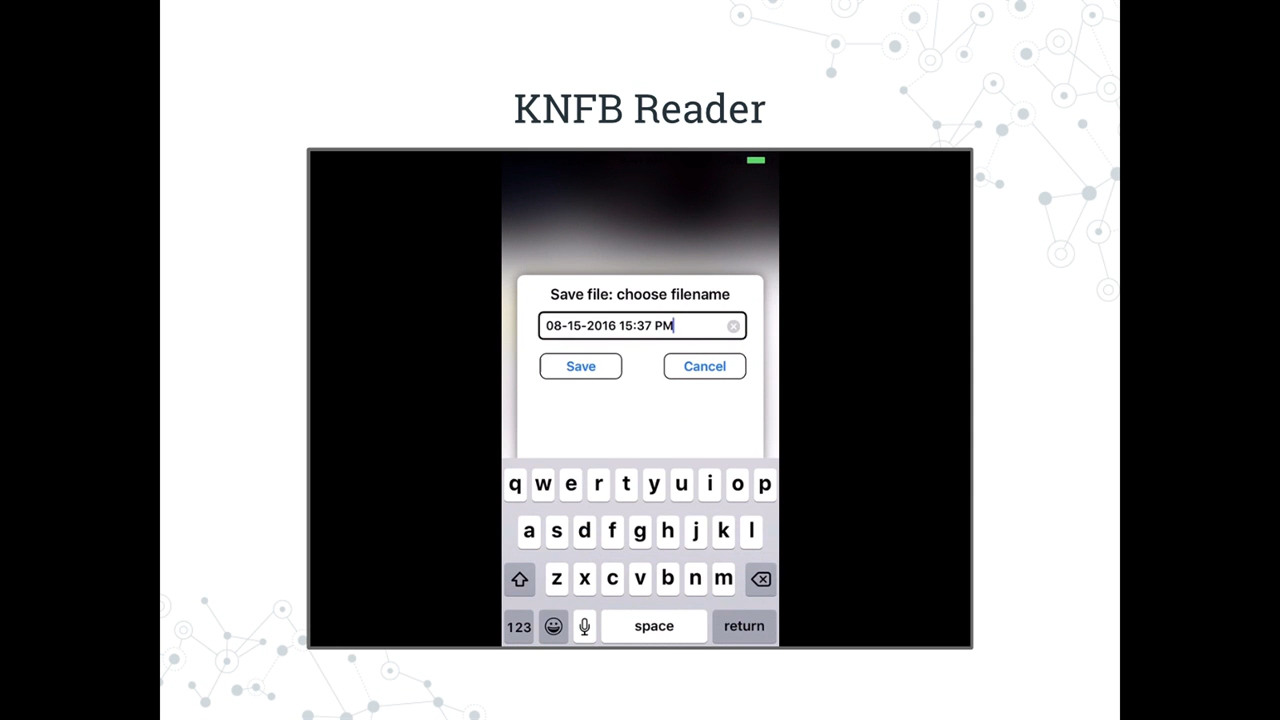 KNFB Reader
Save file: choose filename
08-15-2016 15:37 PM
Save Cancel
q w e r t y u i o p
a s d f g h j k l
z x c v b n m
123 space return